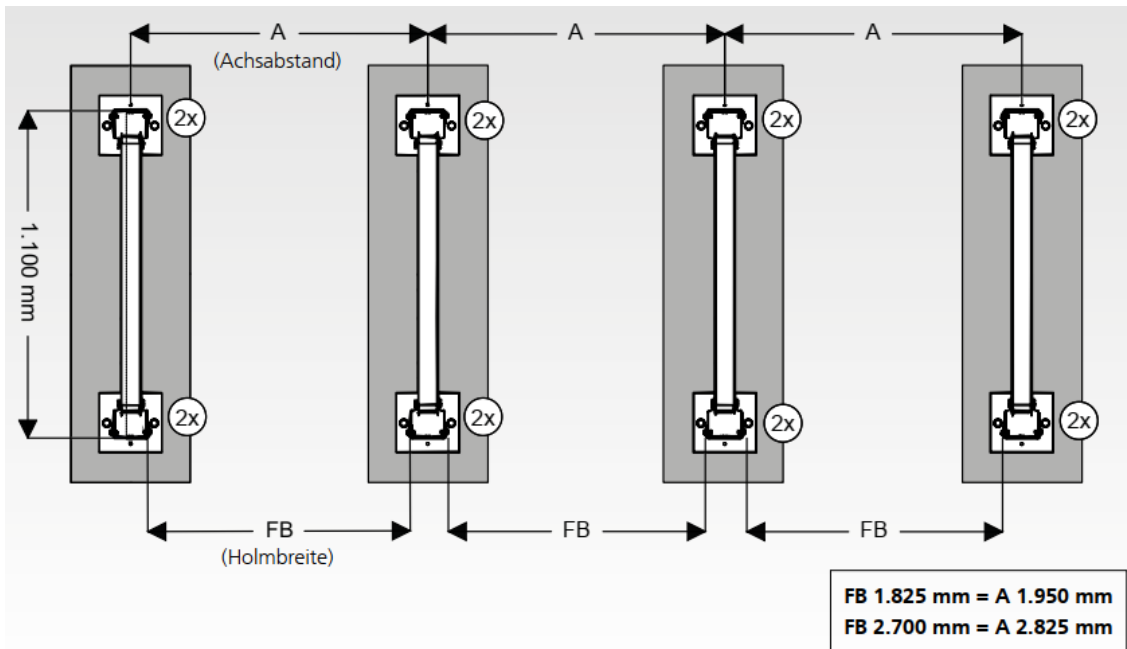 A
A
A
(Achsabstand)
2x
2x
2x
2x
1.100 mm
2x
2x
2x
2x
FB
FB
FB
(Holmbreite)
FB 1.825 mm = A 1.950 mm
FB 2.700 mm = A 2.825 mm